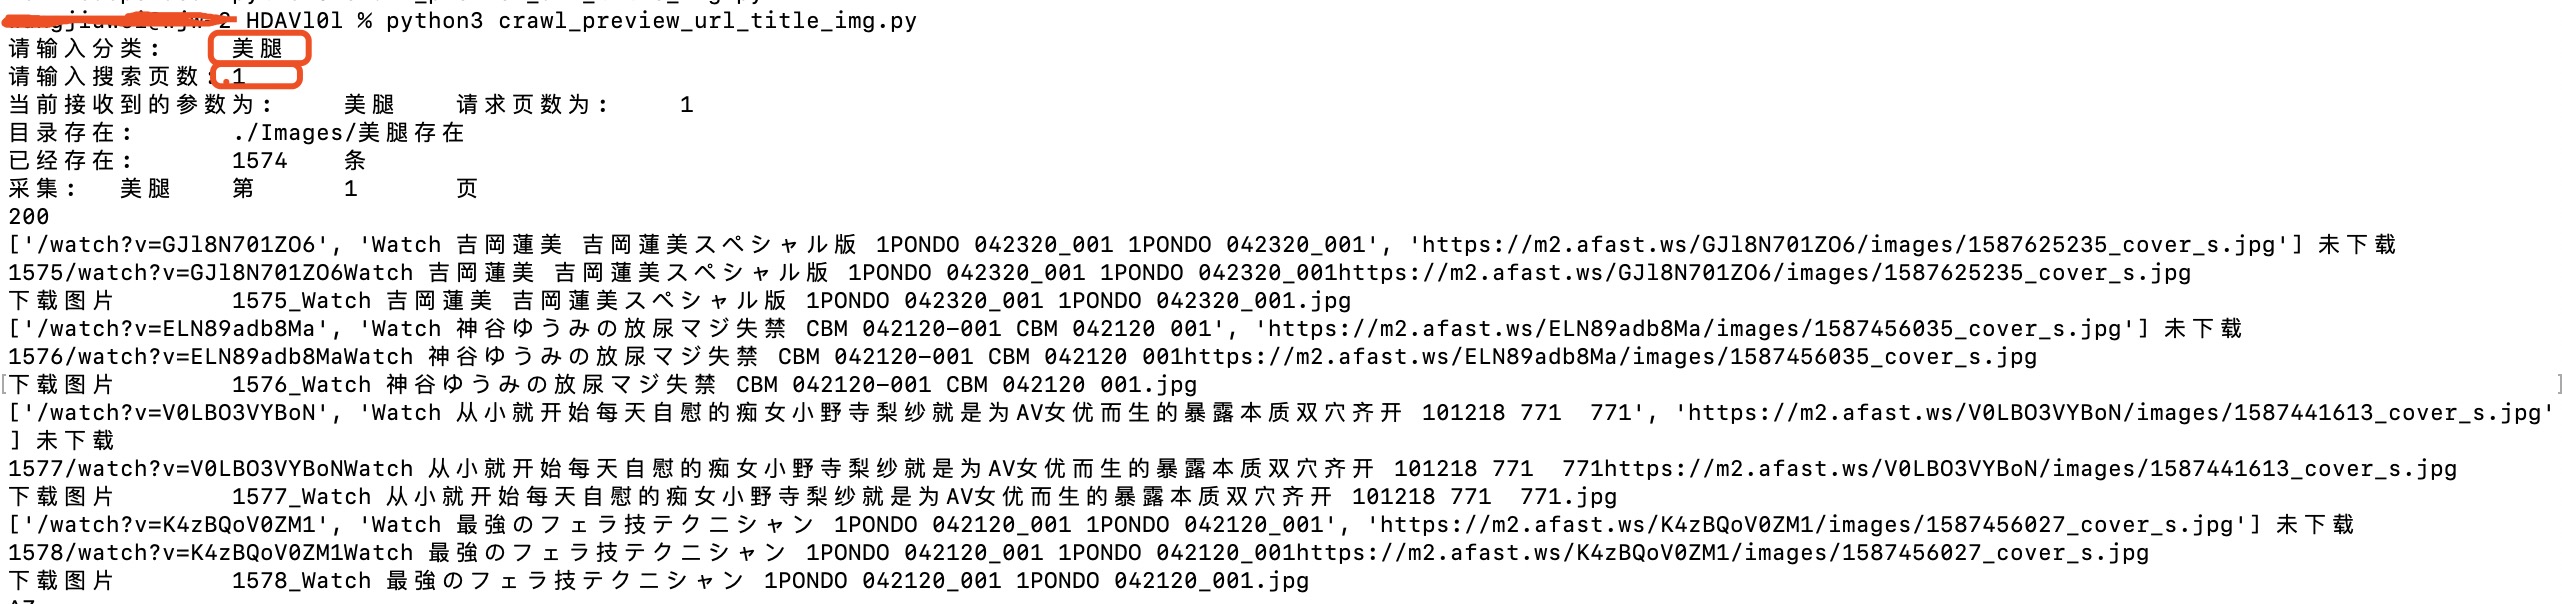 HDAVl0l % python3 crawl_preview_url_title_img.py
请输入分类: 美腿
请输入搜索页数: 1
当前接收到的参数为: 美腿 请求页数为: 1
目录存在: ./Images/美腿存在
已经存在: 1574 条
采集: 美腿 第 1 页
200
['/watch?v=GJl8N701ZO6', 'Watch 吉岡蓮美 吉岡蓮美スペシャル版 1PONDO 042320_001 1PONDO 042320_001', 'https://m2.afast.ws/GJl8N701ZO6/images/1587625235_cover_s.jpg'] 未下载
1575/watch?v=GJl8N701ZO6Watch 吉岡蓮美 吉岡蓮美スペシャル版 1PONDO 042320_001 1PONDO 042320_001https://m2.afast.ws/GJl8N701ZO6/images/1587625235_cover_s.jpg
下载图片 1575_Watch 吉岡蓮美 吉岡蓮美スペシャル版 1PONDO 042320_001 1PONDO 042320_001.jpg
['/watch?v=ELN89adb8Ma', 'Watch 神谷ゆうみの放尿マジ失禁 CBM 042120-001 CBM 042120 001', 'https://m2.afast.ws/ELN89adb8Ma/images/1587456035_cover_s.jpg'] 未下载
1576/watch?v=ELN89adb8MaWatch 神谷ゆうみの放尿マジ失禁 CBM 042120-001 CBM 042120 001https://m2.afast.ws/ELN89adb8Ma/images/1587456035_cover_s.jpg
[下载图片 1576_Watch 神谷ゆうみの放尿マジ失禁 CBM 042120-001 CBM 042120 001.jpg ]
['/watch?v=V0LBO3VYBoN', 'Watch 从小就开始每天自慰的痴女小野寺梨纱就是为AV女优而生的暴露本质双穴齐开 101218 771  771', 'https://m2.afast.ws/V0LBO3VYBoN/images/1587441613_cover_s.jpg'
] 未下载
1577/watch?v=V0LBO3VYBoNWatch 从小就开始每天自慰的痴女小野寺梨纱就是为AV女优而生的暴露本质双穴齐开 101218 771  771https://m2.afast.ws/V0LBO3VYBoN/images/1587441613_cover_s.jpg
下载图片 1577_Watch 从小就开始每天自慰的痴女小野寺梨纱就是为AV女优而生的暴露本质双穴齐开 101218 771  771.jpg
['/watch?v=K4zBQoV0ZM1', 'Watch 最強のフェラ技テクニシャン 1PONDO 042120_001 1PONDO 042120_001', 'https://m2.afast.ws/K4zBQoV0ZM1/images/1587456027_cover_s.jpg'] 未下载
1578/watch?v=K4zBQoV0ZM1Watch 最強のフェラ技テクニシャン 1PONDO 042120_001 1PONDO 042120_001https://m2.afast.ws/K4zBQoV0ZM1/images/1587456027_cover_s.jpg
下载图片 1578_Watch 最強のフェラ技テクニシャン 1PONDO 042120_001 1PONDO 042120_001.jpg